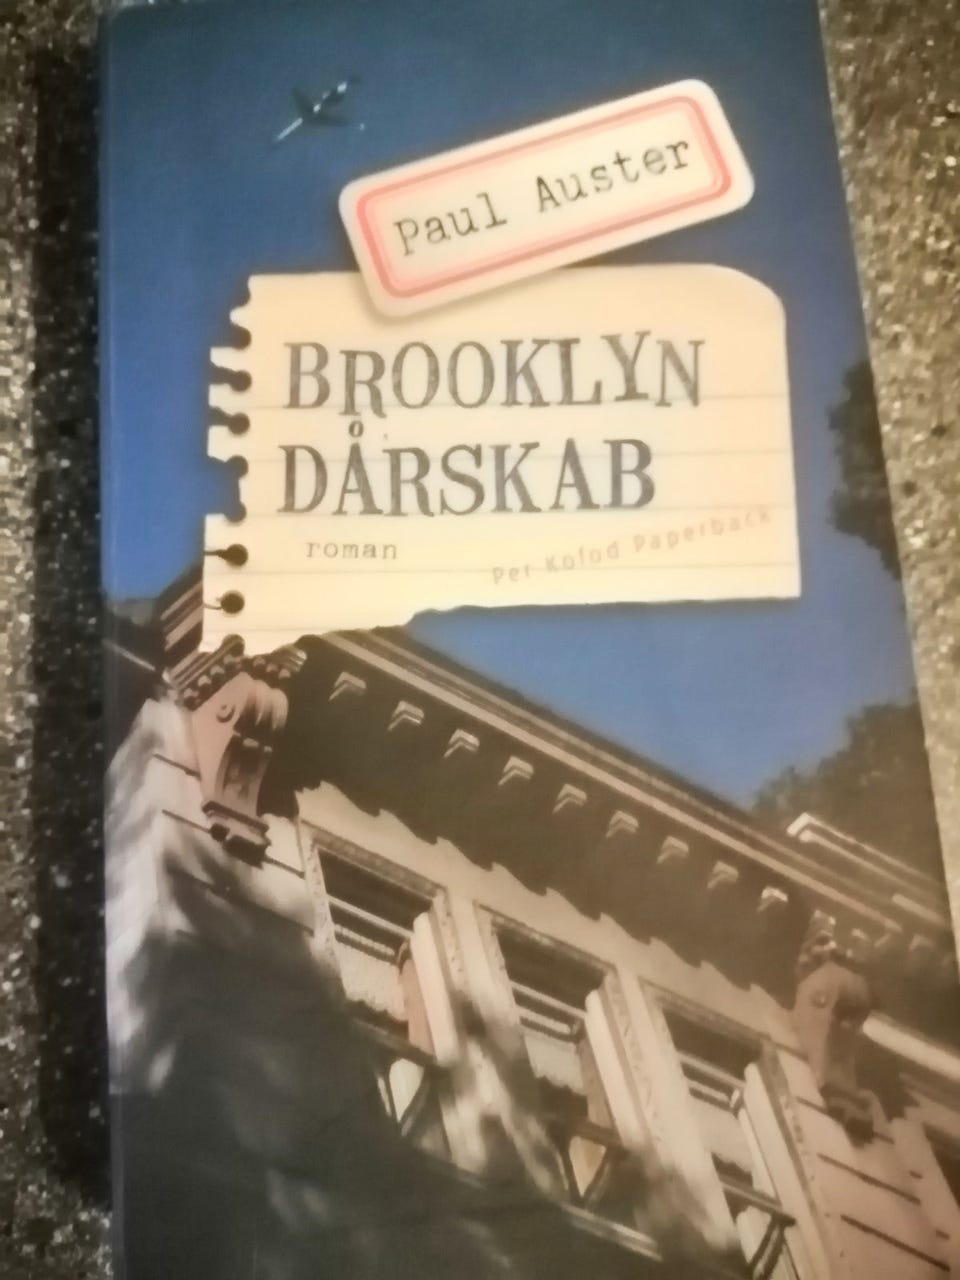 Paul Auster
BROOKLYN
DÅRSKAB
roman
Per Kofod Paperback